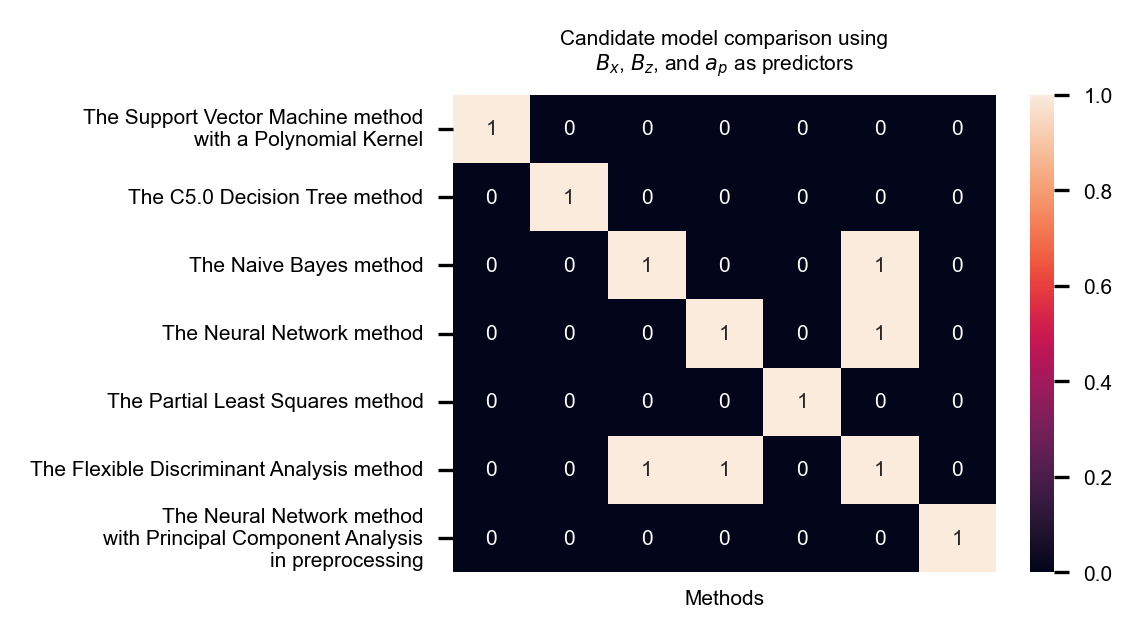 Candidate model comparison using
Bx, Bz, and ap as predictors
The Support Vector Machine method
with a Polynomial Kernel
1 0 0 0 0 0 0
The C5.0 Decision Tree method
0 1 0 0 0 0 0
The Naive Bayes method
0 0 1 0 0 1 0
The Neural Network method
0 0 0 1 0 1 0
The Partial Least Squares method
0 0 0 0 1 0 0
The Flexible Discriminant Analysis method
0 0 1 1 0 1 0
The Neural Network method
with Principal Component Analysis
in preprocessing
0 0 0 0 0 0 1
Methods
1.0
0.8
0.6
0.4
0.2
0.0